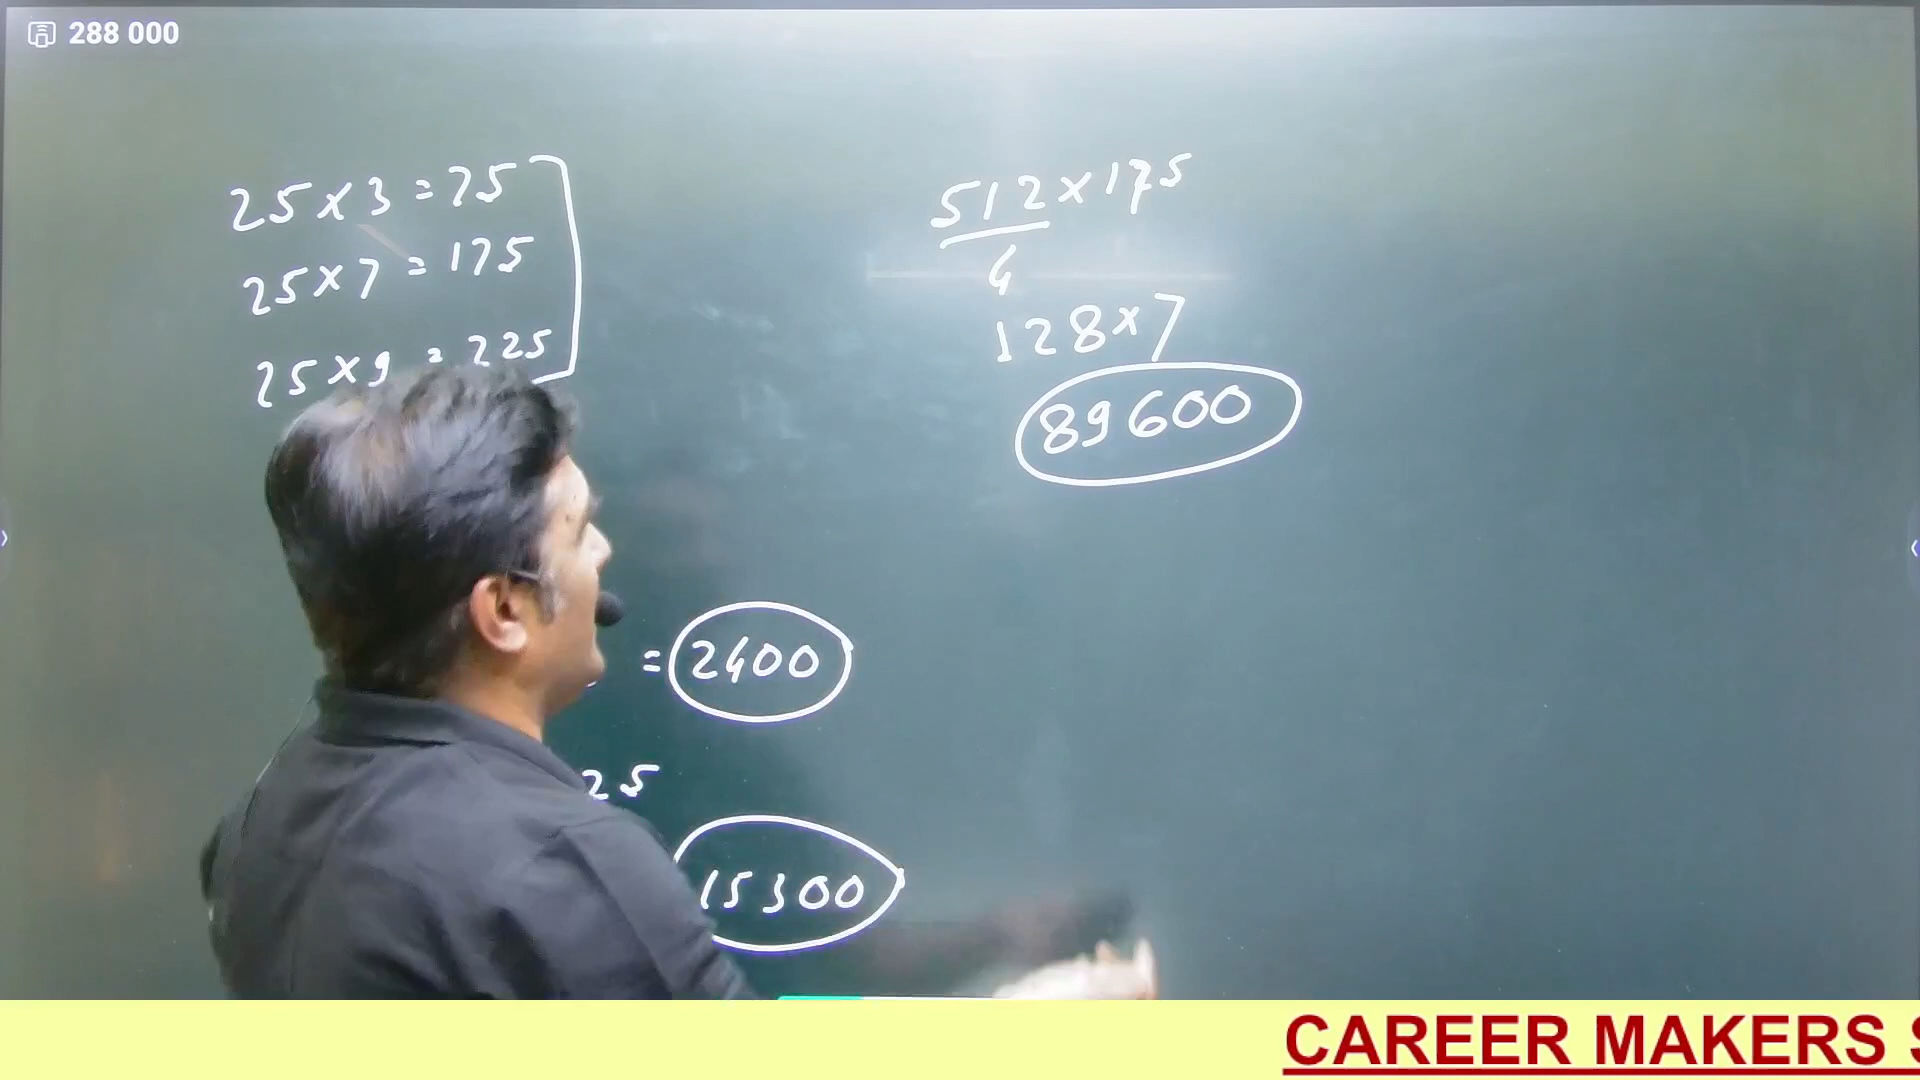 288 000
25 × 3 = 75
25 × 7 = 175
25 × 9 = 225
512 × 175
4
128 × 7
89600
= 2400
25
15300
CAREER MAKERS